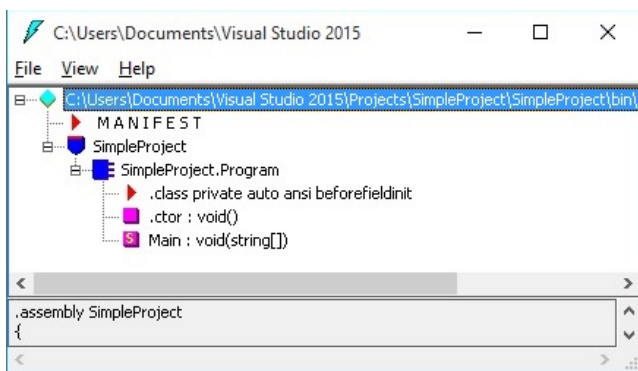 C:\Users\Documents\Visual Studio 2015
File View Help
C:\Users\Documents\Visual Studio 2015\Projects\SimpleProject\SimpleProject\bin\
MANIFEST
SimpleProject
SimpleProject.Program
.class private auto ansi beforefieldinit
.ctor : void()
S Main : void(string[])
.assembly SimpleProject
{